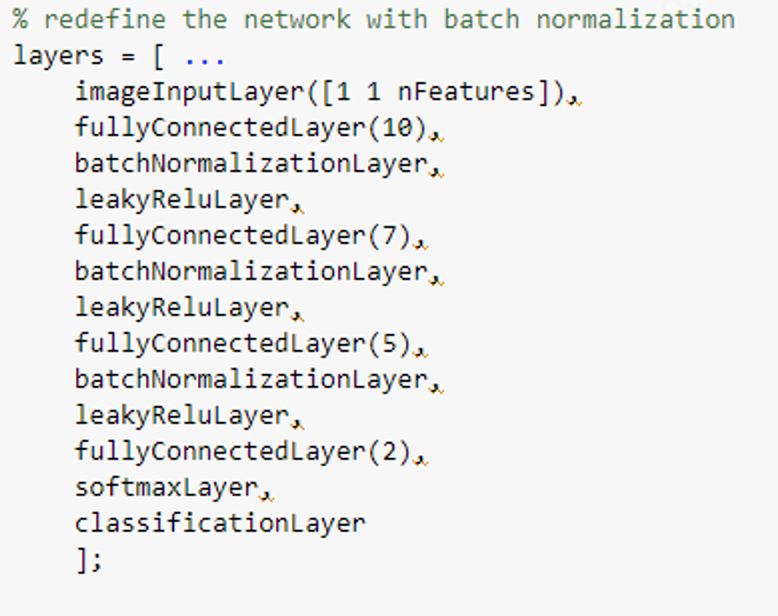 % redefine the network with batch normalization
layers = [ ...
imageInputLayer([1 1 nFeatures]),
fullyConnectedLayer(10),
batchNormalizationLayer,
leakyReluLayer,
fullyConnectedLayer(7),
batchNormalizationLayer,
leakyReluLayer,
fullyConnectedLayer(5),
batchNormalizationLayer,
leakyReluLayer,
fullyConnectedLayer(2),
softmaxLayer,
classificationLayer
];